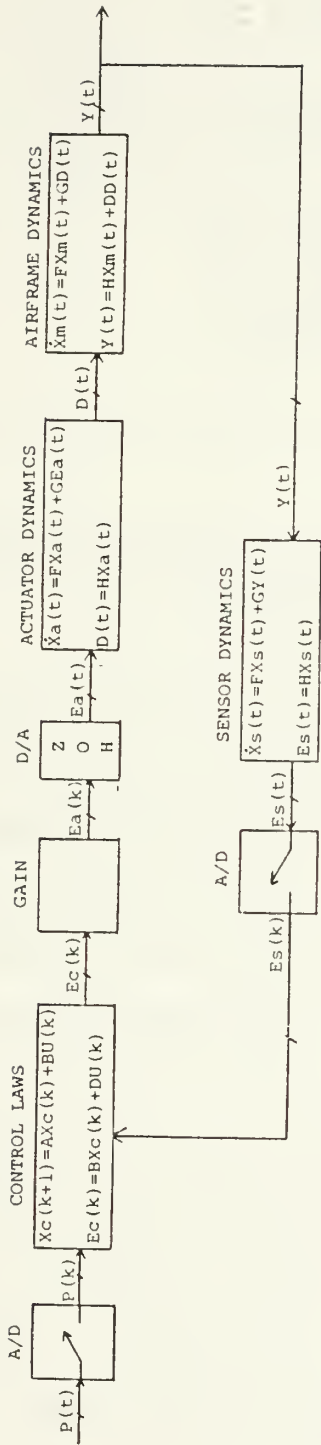 P(t)
A/D
P(k)
CONTROL LAWS
Xc(k+1)=AXc(k)+BU(k)
Ec(k)=BXc(k)+DU(k)
Ec(k)
GAIN
Ea(k)
D/A
Z
O
H
Ea(t)
ACTUATOR DYNAMICS
Ẋa(t)=FXa(t)+GEa(t)
D(t)=HXa(t)
D(t)
AIRFRAME DYNAMICS
Ẋm(t)=FXm(t)+GD(t)
Y(t)=HXm(t)+DD(t)
Y(t)
Y(t)
SENSOR DYNAMICS
Ẋs(t)=FXs(t)+GY(t)
Es(t)=HXs(t)
Es(t)
A/D
Es(k)